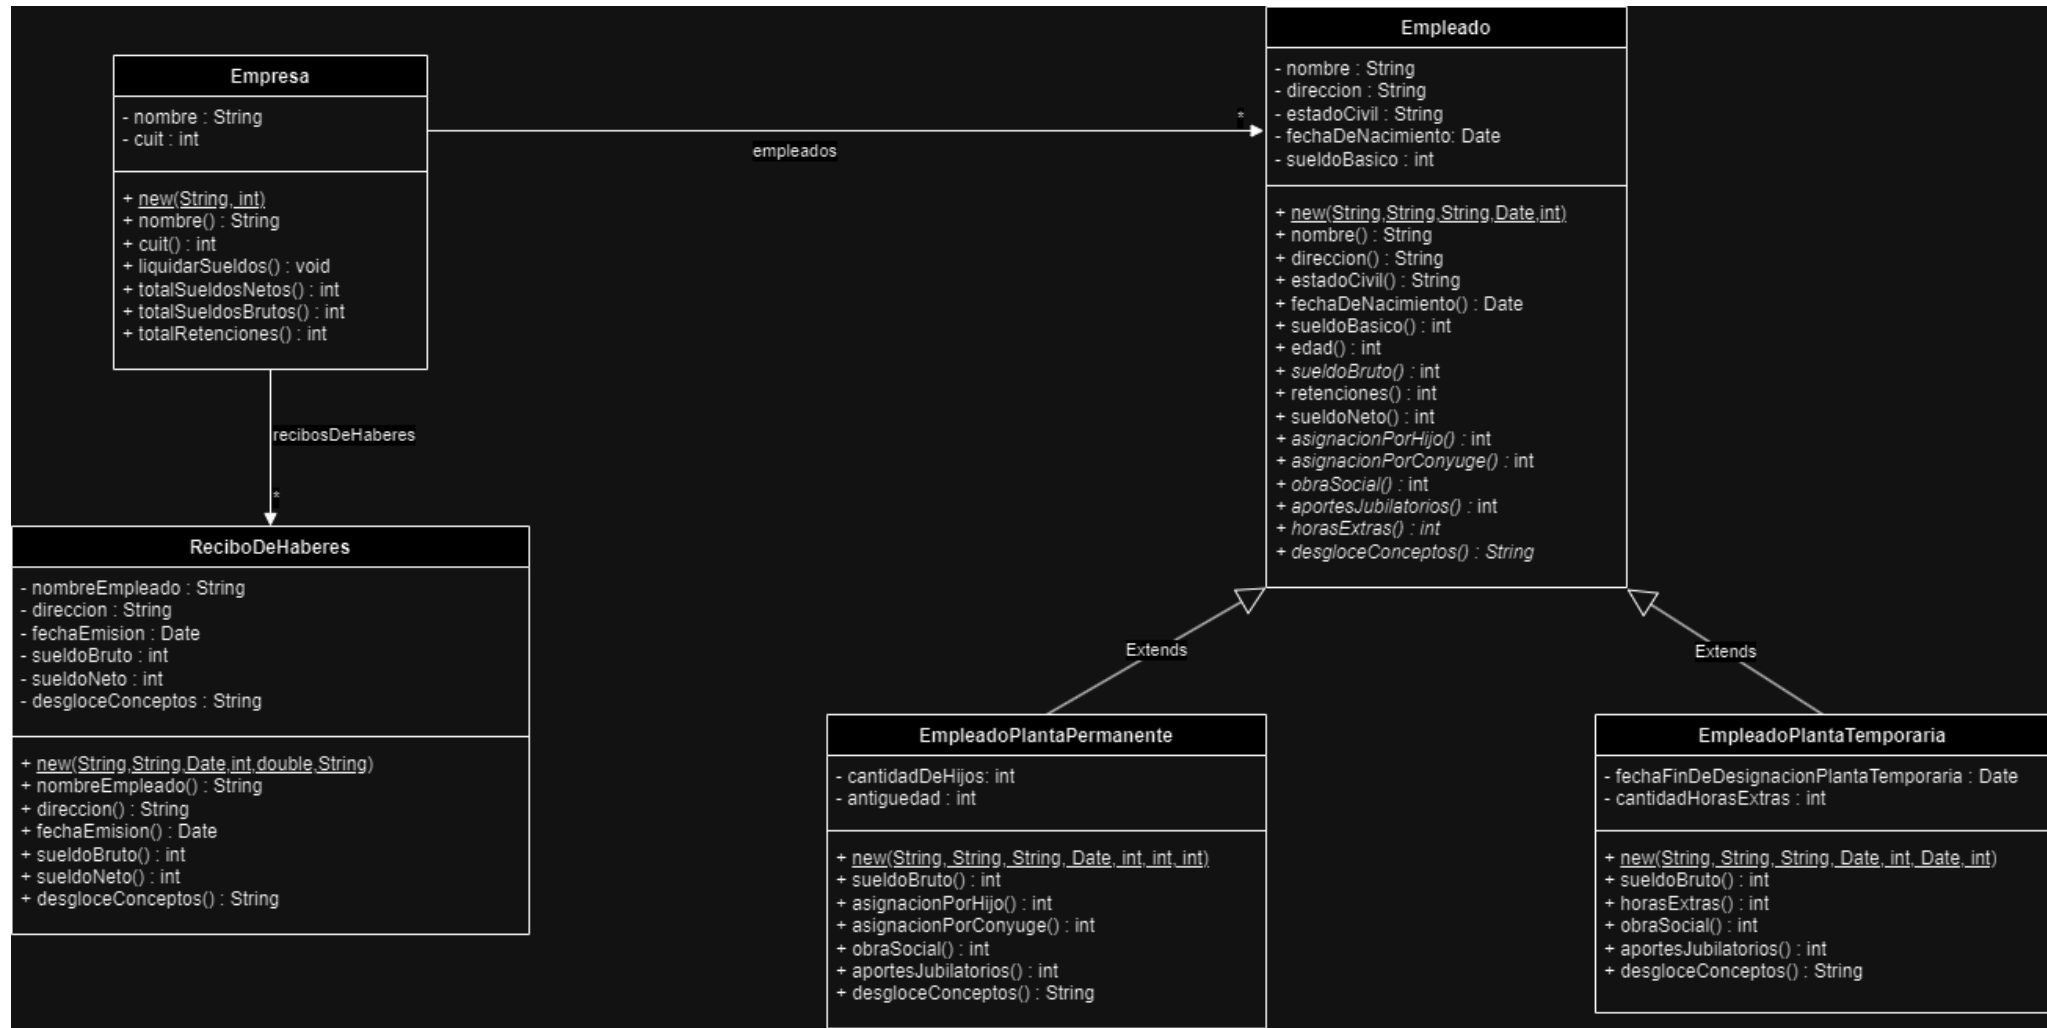 Empresa
- nombre : String
- cuit : int
+ new(String, int)
+ nombre() : String
+ cuit() : int
+ liquidarSueldos() : void
+ totalSueldosNetos() : int
+ totalSueldosBrutos() : int
+ totalRetenciones() : int
empleados
*
Empleado
- nombre : String
- direccion : String
- estadoCivil : String
- fechaDeNacimiento: Date
- sueldoBasico : int
+ new(String,String,String,Date,int)
+ nombre() : String
+ direccion() : String
+ estadoCivil() : String
+ fechaDeNacimiento() : Date
+ sueldoBasico() : int
+ edad() : int
+ sueldoBruto() : int
+ retenciones() : int
+ sueldoNeto() : int
+ asignacionPorHijo() : int
+ asignacionPorConyuge() : int
+ obraSocial() : int
+ aportesJubilatorios() : int
+ horasExtras() : int
+ desgloceConceptos() : String
recibosDeHaberes
*
ReciboDeHaberes
- nombreEmpleado : String
- direccion : String
- fechaEmision : Date
- sueldoBruto : int
- sueldoNeto : int
- desgloceConceptos : String
+ new(String,String,Date,int,double,String)
+ nombreEmpleado() : String
+ direccion() : String
+ fechaEmision() : Date
+ sueldoBruto() : int
+ sueldoNeto() : int
+ desgloceConceptos() : String
Extends
Extends
EmpleadoPlantaPermanente
- cantidadDeHijos: int
- antiguedad : int
+ new(String, String, String, Date, int, int, int)
+ sueldoBruto() : int
+ asignacionPorHijo() : int
+ asignacionPorConyuge() : int
+ obraSocial() : int
+ aportesJubilatorios() : int
+ desgloceConceptos() : String
EmpleadoPlantaTemporaria
- fechaFinDeDesignacionPlantaTemporaria : Date
- cantidadHorasExtras : int
+ new(String, String, String, Date, int, Date, int)
+ sueldoBruto() : int
+ horasExtras() : int
+ obraSocial() : int
+ aportesJubilatorios() : int
+ desgloceConceptos() : String